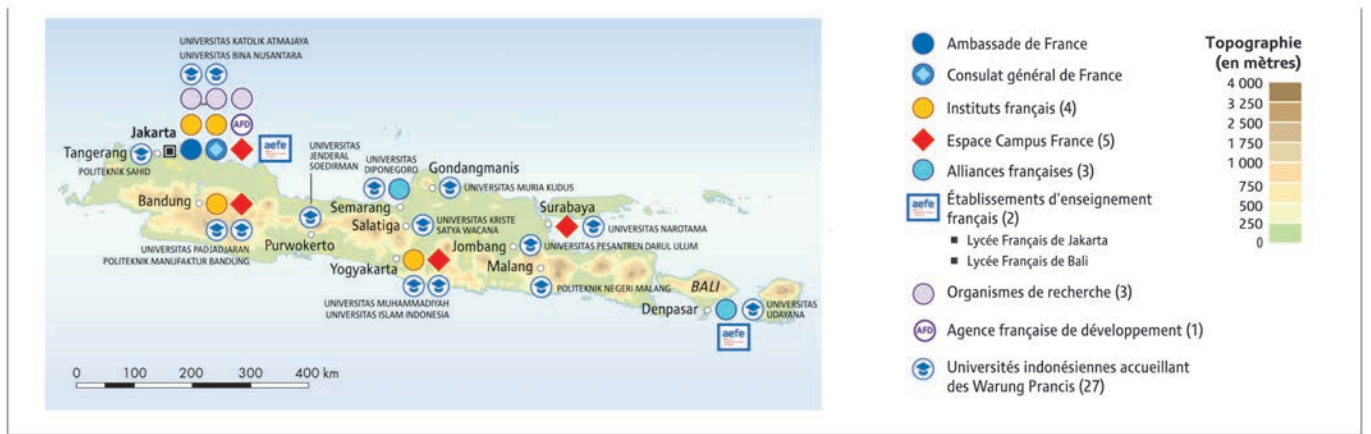 UNIVERSITAS KATOLIK ATMAJAYA
UNIVERSITAS BINA NUSANTARA
AFD
Jakarta
Tangerang
POLITEKNIK SAHID
aefe
UNIVERSITAS
JENDERAL
SOEDIRMAN
UNIVERSITAS
DIPONEGORO
Gondangmanis
UNIVERSITAS MURIA KUDUS
Bandung
Semarang
Surabaya
Salatiga
UNIVERSITAS KRISTE
SATYA WACANA
UNIVERSITAS NAROTAMA
UNIVERSITAS PADJADJARAN
POLITEKNIK MANUFAKTUR BANDUNG
Purwokerto
Jombang
UNIVERSITAS PESANTREN DARUL ULUM
Yogyakarta
Malang
UNIVERSITAS MUHAMMADIYAH
UNIVERSITAS ISLAM INDONESIA
POLITEKNIK NEGERI MALANG
BALI
Denpasar
UNIVERSITAS
UDAYANA
aefe
0 100 200 300 400 km
Ambassade de France
Consulat général de France
Instituts français (4)
Espace Campus France (5)
Alliances françaises (3)
aefe
Établissements d'enseignement
français (2)
Lycée Français de Jakarta
Lycée Français de Bali
Organismes de recherche (3)
AFD
Agence française de développement (1)
Universités indonésiennes accueillant
des Warung Prancis (27)
Topographie
(en mètres)
4 000
3 250
2 500
1 750
1 000
750
500
250
0